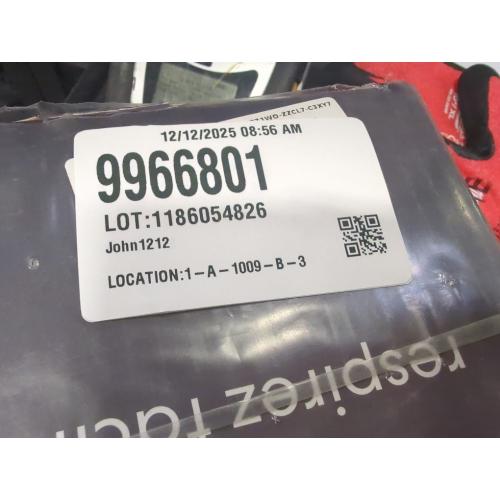 12/12/2025 08:56 AM
9966801
LOT:1186054826
John1212
LOCATION:1-A-1009-B-3
respirez